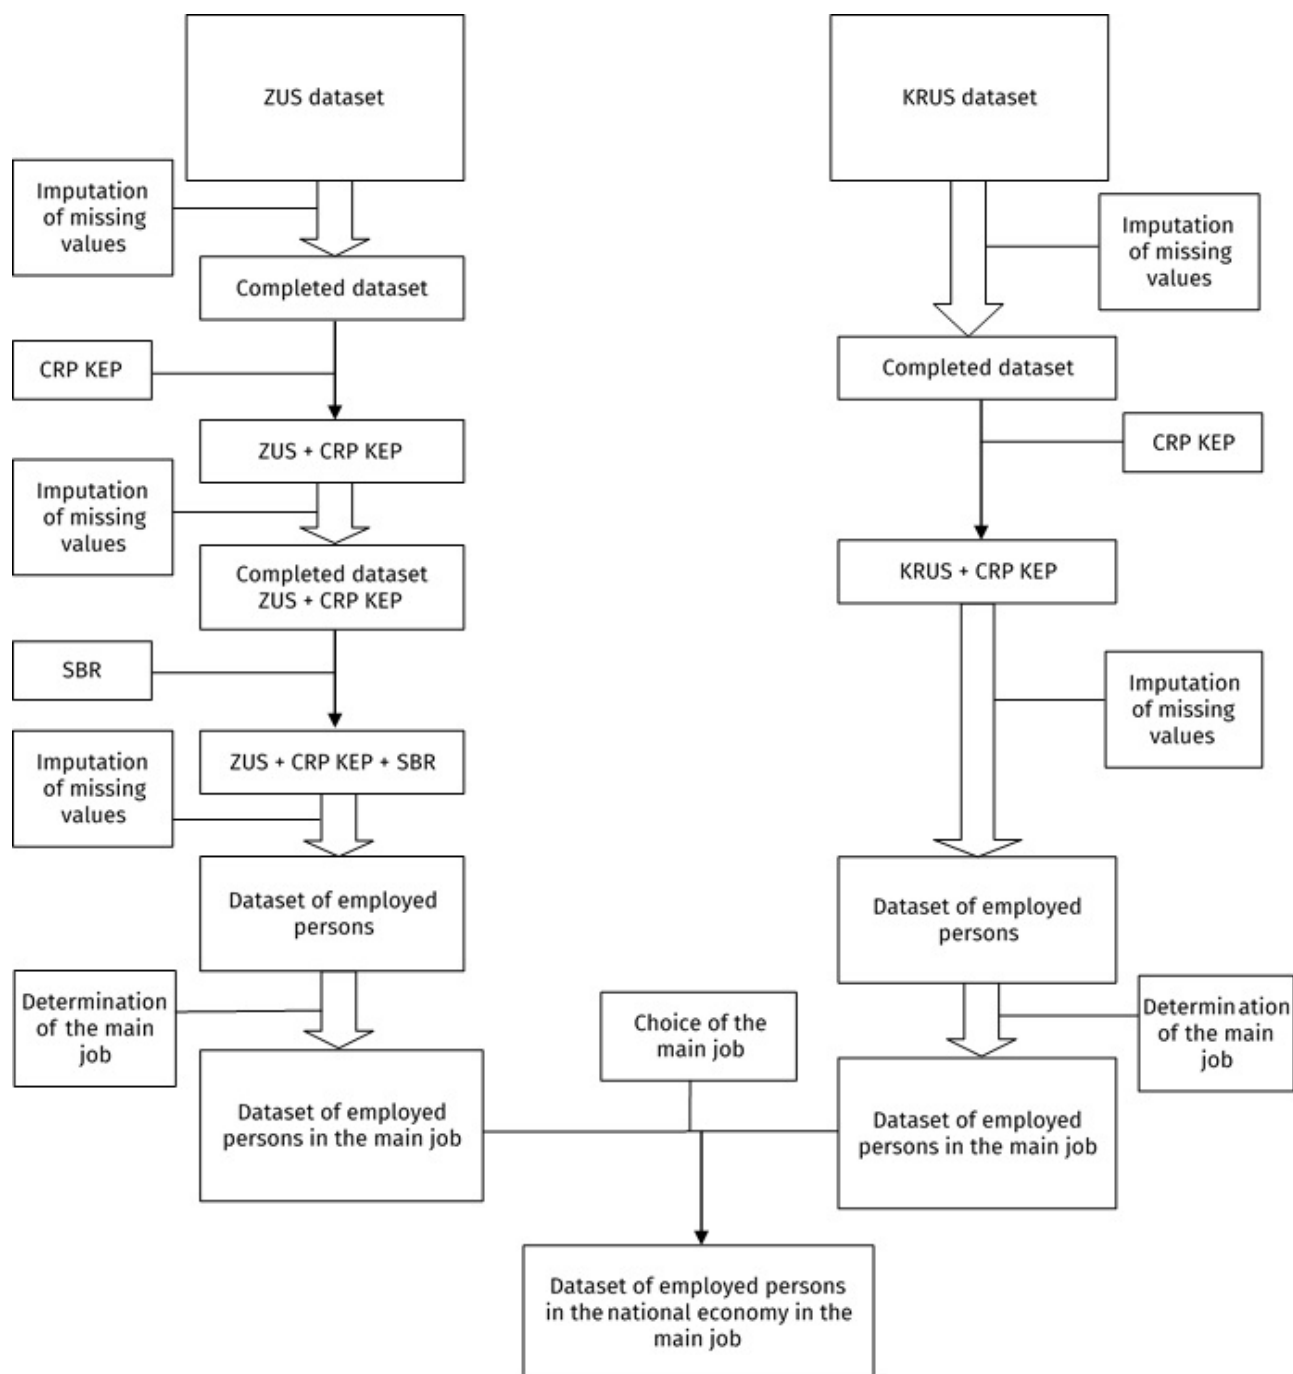 ZUS dataset
KRUS dataset
Imputation
of missing
values
Imputation
of missing
values
Completed dataset
Completed dataset
CRP KEP
CRP KEP
ZUS + CRP KEP
Imputation
of missing
values
Completed dataset
ZUS + CRP KEP
KRUS + CRP KEP
SBR
Imputation
of missing
values
ZUS + CRP KEP + SBR
Imputation
of missing
values
Dataset of employed
persons
Dataset of employed
persons
Determination
of the main
job
Choice of the
main job
Determination
of the main
job
Dataset of employed
persons in the main job
Dataset of employed
persons in the main job
Dataset of employed persons
in the national economy in the
main job